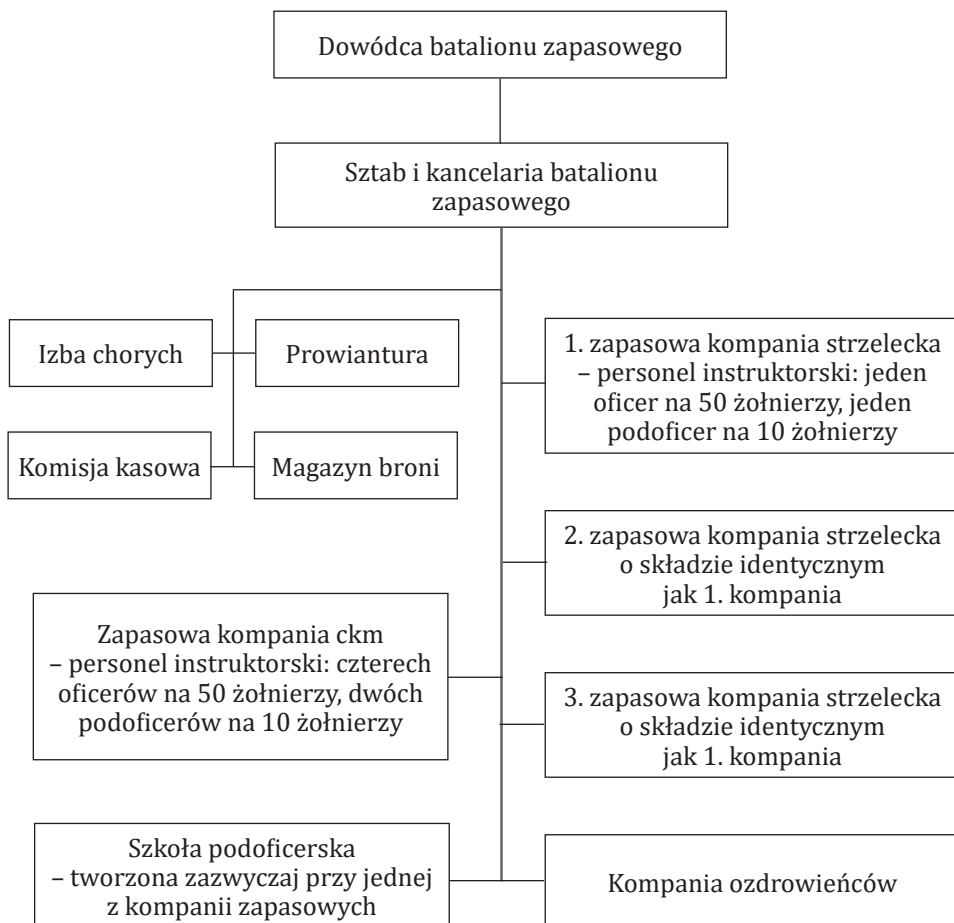 Dowódca batalionu zapasowego
Sztab i kancelaria batalionu
zapasowego
Izba chorych
Prowiantura
Komisja kasowa
Magazyn broni
1. zapasowa kompania strzelecka
– personel instruktorski: jeden
oficer na 50 żołnierzy, jeden
podoficer na 10 żołnierzy
2. zapasowa kompania strzelecka
o składzie identycznym
jak 1. kompania
Zapasowa kompania ckm
– personel instruktorski: czterech
oficerów na 50 żołnierzy, dwóch
podoficerów na 10 żołnierzy
3. zapasowa kompania strzelecka
o składzie identycznym
jak 1. kompania
Szkoła podoficerska
– tworzona zazwyczaj przy jednej
z kompanii zapasowych
Kompania ozdrowieńców